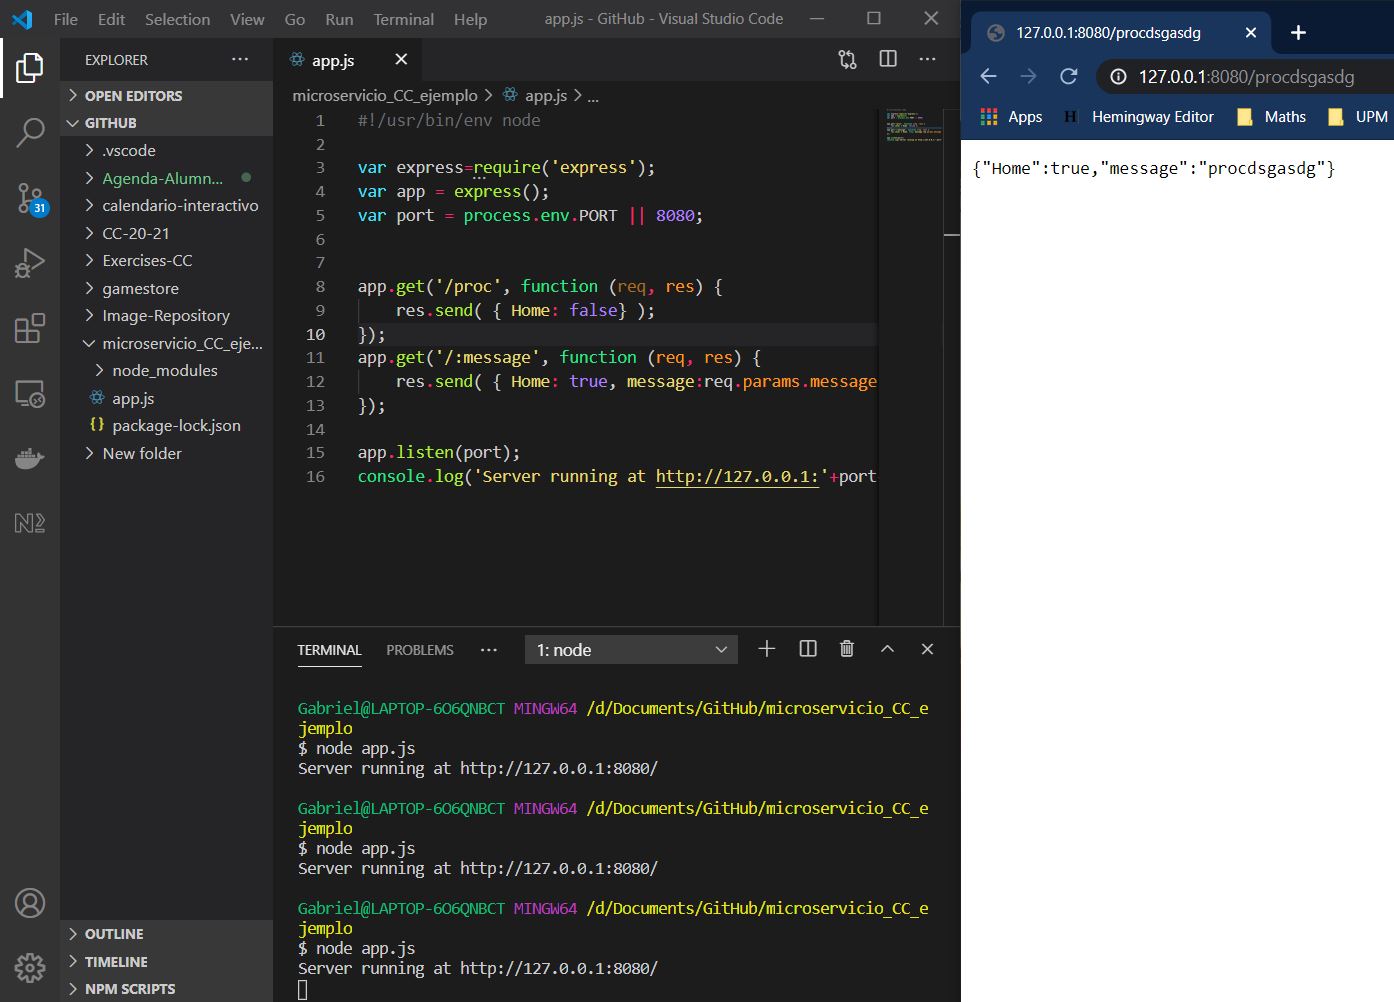 File Edit Selection View Go Run Terminal Help app.js - GitHub - Visual Studio Code
EXPLORER
OPEN EDITORS
GITHUB
.vscode
Agenda-Alumn...
calendario-interactivo
CC-20-21
Exercises-CC
gamestore
Image-Repository
microservicio_CC_eje...
node_modules
app.js
{} package-lock.json
New folder
OUTLINE
TIMELINE
NPM SCRIPTS
31
app.js
microservicio_CC_ejemplo > app.js > ...
1 #!/usr/bin/env node
2
3 var express=require('express');
4 var app = express();
5 var port = process.env.PORT || 8080;
6
7
8 app.get('/proc', function (req, res) {
9 res.send( { Home: false} );
10 });
11 app.get('/:message', function (req, res) {
12 res.send( { Home: true, message:req.params.message
13 });
14
15 app.listen(port);
16 console.log('Server running at http://127.0.0.1:'+port
TERMINAL PROBLEMS ... 1: node
Gabriel@LAPTOP-6O6QNBCT MINGW64 /d/Documents/GitHub/microservicio_CC_e
jemplo
$ node app.js
Server running at http://127.0.0.1:8080/
Gabriel@LAPTOP-6O6QNBCT MINGW64 /d/Documents/GitHub/microservicio_CC_e
jemplo
$ node app.js
Server running at http://127.0.0.1:8080/
Gabriel@LAPTOP-6O6QNBCT MINGW64 /d/Documents/GitHub/microservicio_CC_e
jemplo
$ node app.js
Server running at http://127.0.0.1:8080/
127.0.0.1:8080/procdsgasdg
127.0.0.1:8080/procdsgasdg
Apps H Hemingway Editor Maths UPM
{"Home":true,"message":"procdsgasdg"}